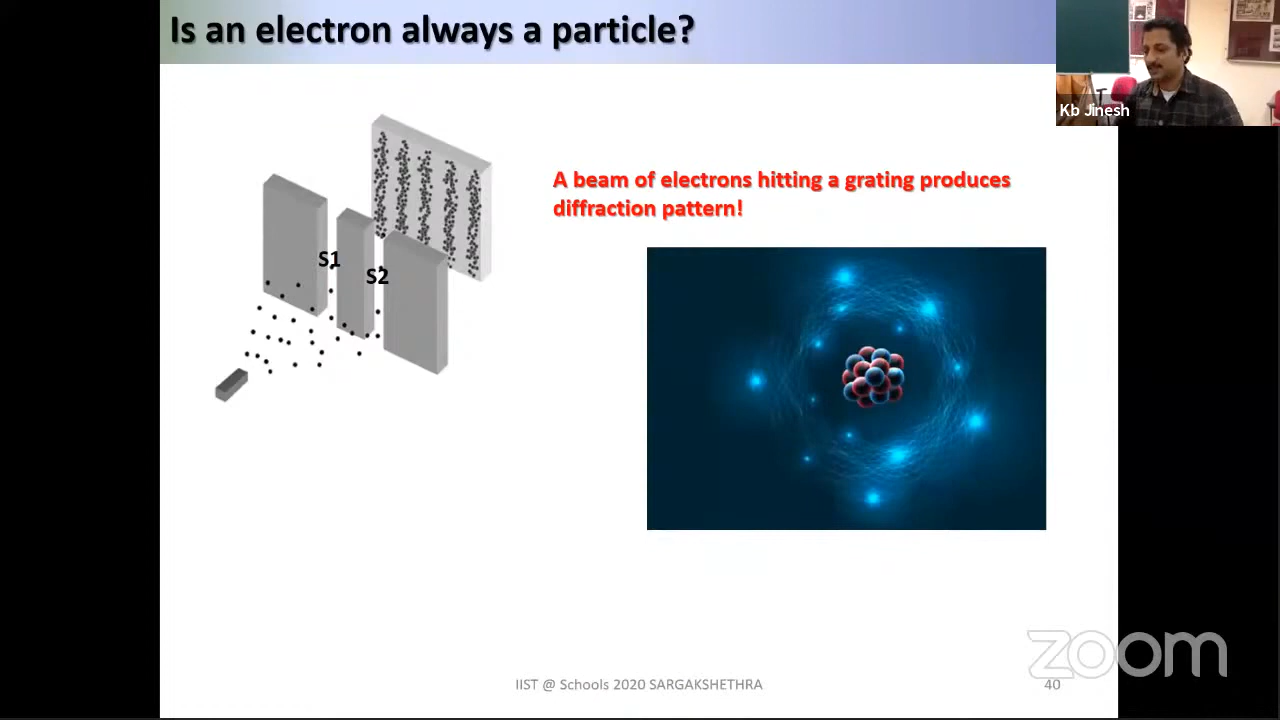 Is an electron always a particle?
Kb Jinesh
A beam of electrons hitting a grating produces
diffraction pattern!
S1
S2
zoom
IIST @ Schools 2020 SARGAKSHETHRA
40